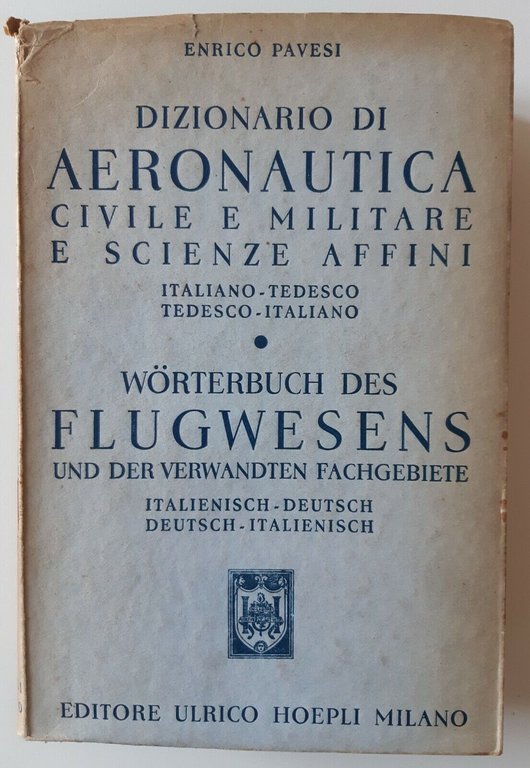 ENRICO PAVESI
DIZIONARIO DI
AERONAUTICA
CIVILE E MILITARE
E SCIENZE AFFINI
ITALIANO-TEDESCO
TEDESCO-ITALIANO
WÖRTERBUCH DES
FLUGWESENS
UND DER VERWANDTEN FACHGEBIETE
ITALIENISCH-DEUTSCH
DEUTSCH-ITALIENISCH
EDITORE ULRICO HOEPLI MILANO